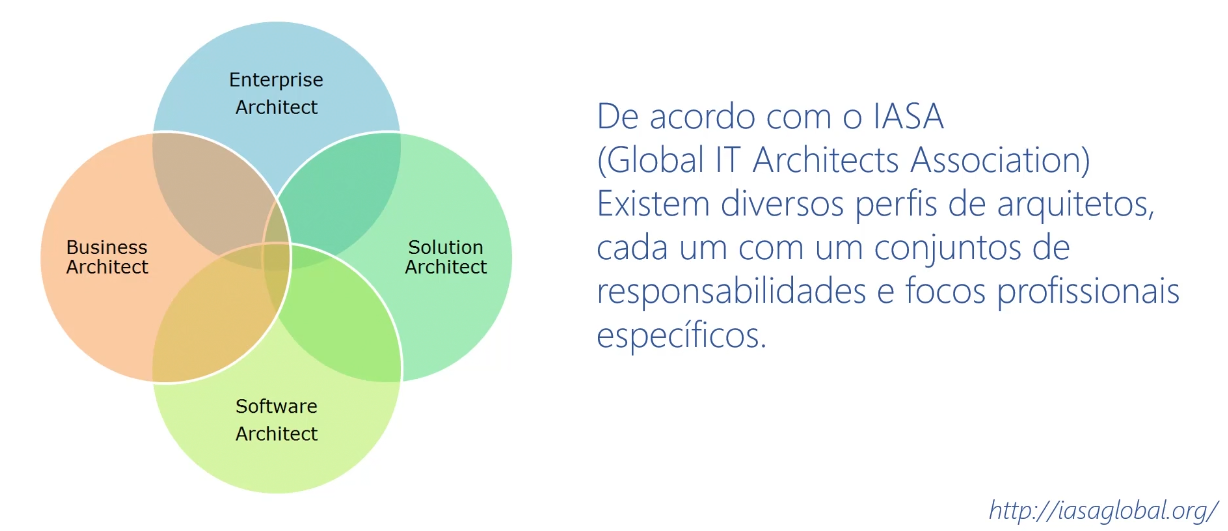 Enterprise
Architect
Business
Architect
Solution
Architect
Software
Architect
De acordo com o IASA
(Global IT Architects Association)
Existem diversos perfis de arquitetos,
cada um com um conjuntos de
responsabilidades e focos profissionais
específicos.
http://iasaglobal.org/